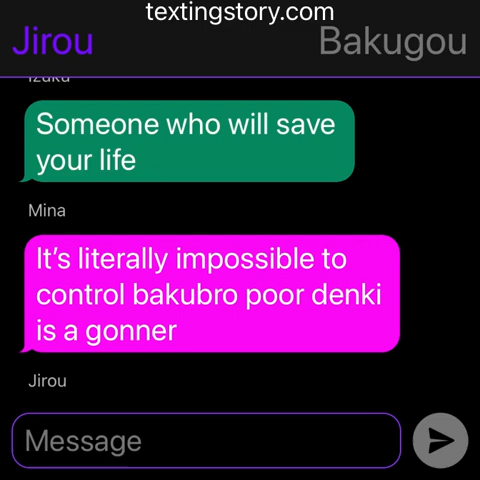 textingstory.com
Jirou Bakugou
Izuku
Someone who will save
your life
Mina
It's literally impossible to
control bakubro poor denki
is a gonner
Jirou
Message